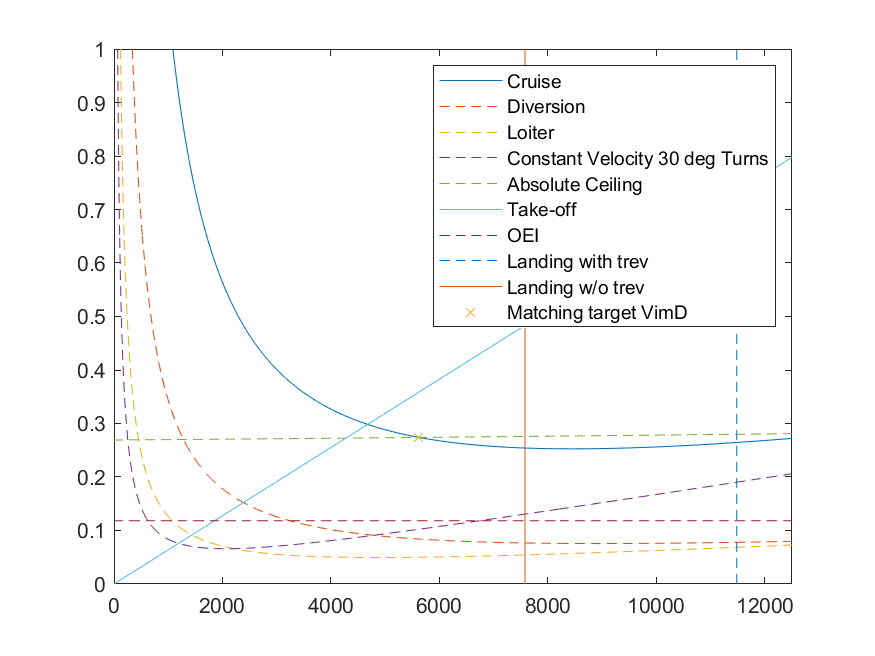 1
0.9
0.8
0.7
0.6
0.5
0.4
0.3
0.2
0.1
0
0 2000 4000 6000 8000 10000 12000
Cruise
Diversion
Loiter
Constant Velocity 30 deg Turns
Absolute Ceiling
Take-off
OEI
Landing with trev
Landing w/o trev
Matching target VimD